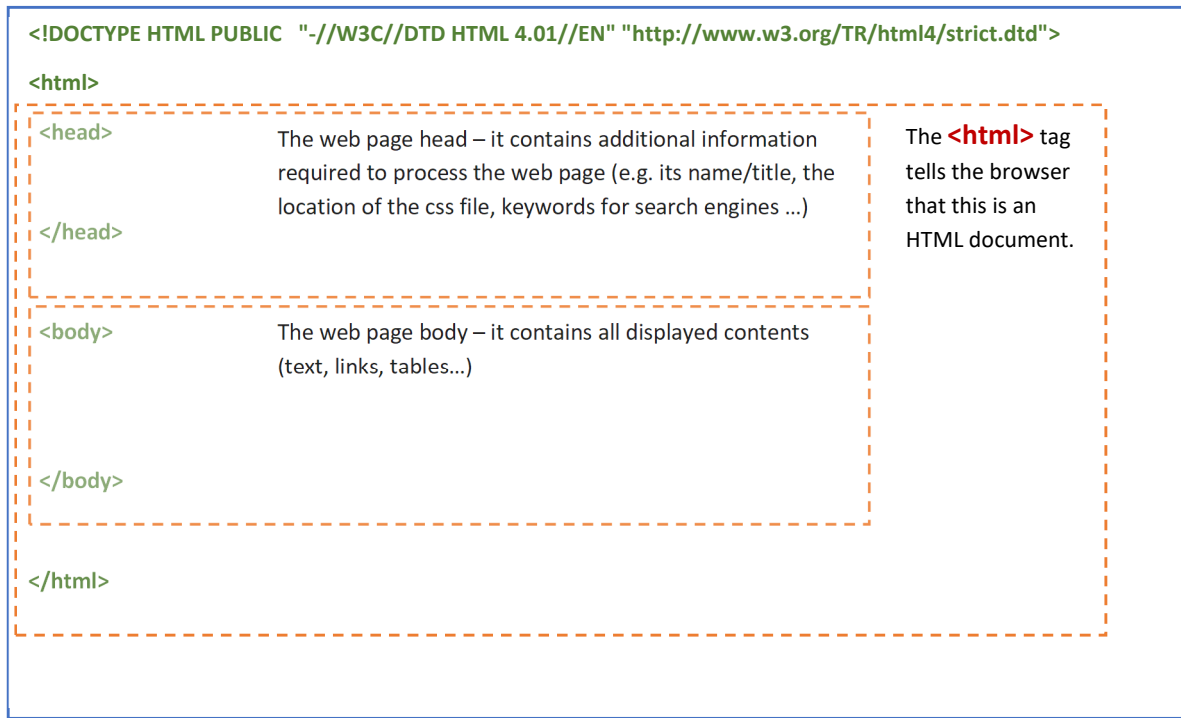 <!DOCTYPE HTML PUBLIC "-//W3C//DTD HTML 4.01//EN" "http://www.w3.org/TR/html4/strict.dtd">
<html>
<head>
The web page head – it contains additional information
required to process the web page (e.g. its name/title, the
location of the css file, keywords for search engines ...)
</head>
The <html> tag
tells the browser
that this is an
HTML document.
<body>
The web page body – it contains all displayed contents
(text, links, tables...)
</body>
</html>